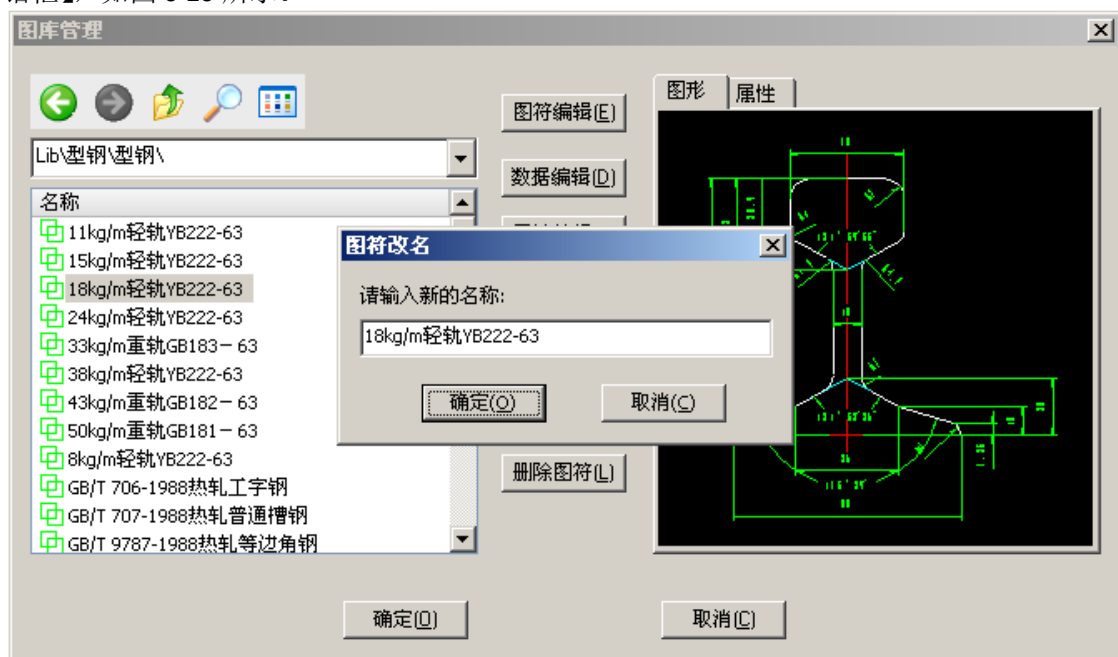 图库管理
图形
属性
图符编辑(E)
Lib\型钢\型钢\
数据编辑(D)
名称
11kg/m轻轨YB222-63
15kg/m轻轨YB222-63
18kg/m轻轨YB222-63
24kg/m轻轨YB222-63
33kg/m重轨GB183－63
38kg/m轻轨YB222-63
43kg/m重轨GB182－63
50kg/m重轨GB181－63
8kg/m轻轨YB222-63
GB/T 706-1988热轧工字钢
GB/T 707-1988热轧普通槽钢
GB/T 9787-1988热轧等边角钢
图符改名
请输入新的名称:
18kg/m轻轨YB222-63
确定(O)
取消(C)
删除图符(L)
确定(O)
取消(C)